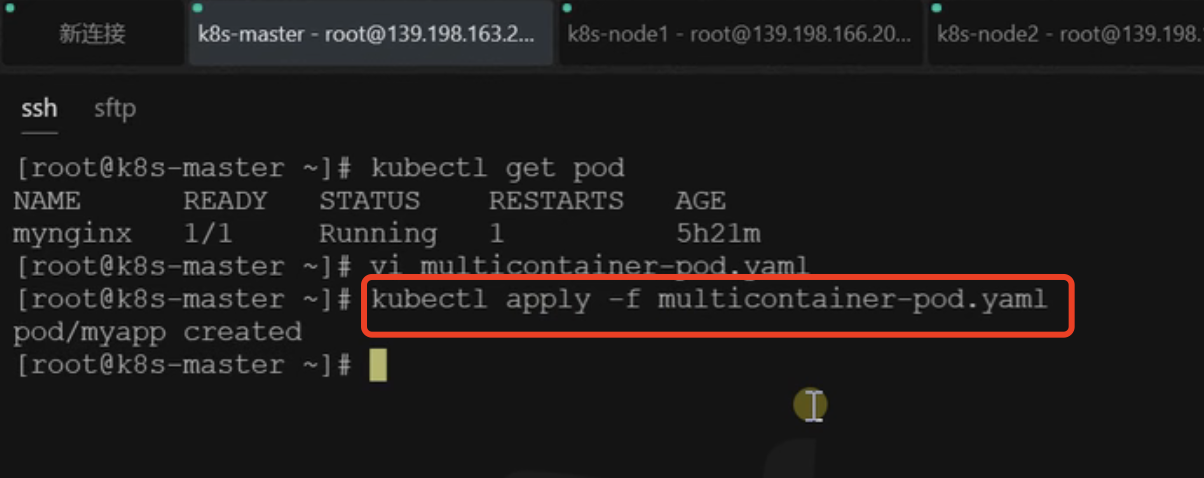 新连接 k8s-master - root@139.198.163.2... k8s-node1 - root@139.198.166.20... k8s-node2 - root@139.198.
ssh sftp
[root@k8s-master ~]# kubectl get pod
NAME READY STATUS RESTARTS AGE
mynginx 1/1 Running 1 5h21m
[root@k8s-master ~]# vi multicontainer-pod.yaml
[root@k8s-master ~]# kubectl apply -f multicontainer-pod.yaml
pod/myapp created
[root@k8s-master ~]#